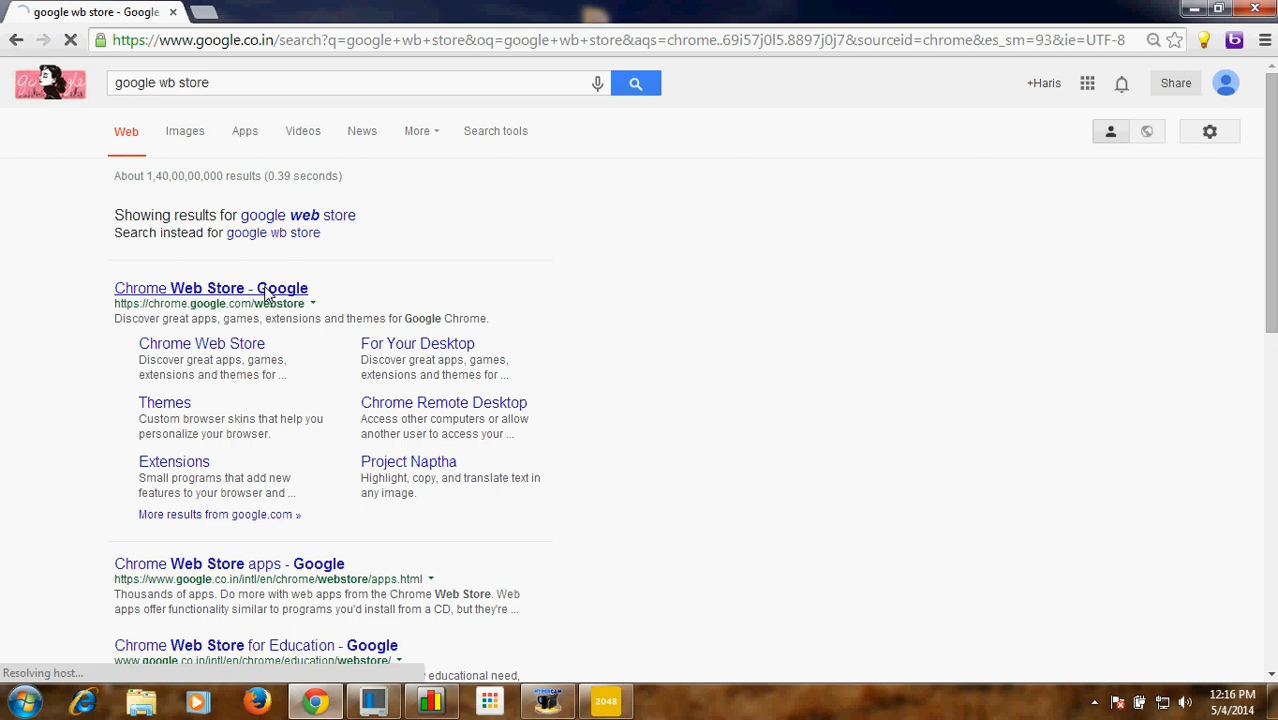 google wb store - Google
https://www.google.co.in/search?q=google+wb+store&oq=google+wb+store&aqs=chrome..69i57j0l5.8897j0j7&sourceid=chrome&es_sm=93&ie=UTF-8
google wb store
+Haris
Share
Web Images Apps Videos News More Search tools
About 1,40,00,00,000 results (0.39 seconds)
Showing results for google web store
Search instead for google wb store
Chrome Web Store - Google
https://chrome.google.com/webstore
Discover great apps, games, extensions and themes for Google Chrome.
Chrome Web Store
Discover great apps, games,
extensions and themes for ...
For Your Desktop
Discover great apps, games,
extensions and themes for ...
Themes
Custom browser skins that help you
personalize your browser.
Chrome Remote Desktop
Access other computers or allow
another user to access your ...
Extensions
Small programs that add new
features to your browser and ...
Project Naptha
Highlight, copy, and translate text in
any image.
More results from google.com »
Chrome Web Store apps - Google
https://www.google.co.in/intl/en/chrome/webstore/apps.html
Thousands of apps. Do more with web apps from the Chrome Web Store. Web
apps offer functionality similar to programs you'd install from a CD, but they're ...
Chrome Web Store for Education - Google
www.google.co.in/intl/en/chrome/education/webstore/
educational need,
Resolving host...
HYPERCAM
2048
12:16 PM
5/4/2014